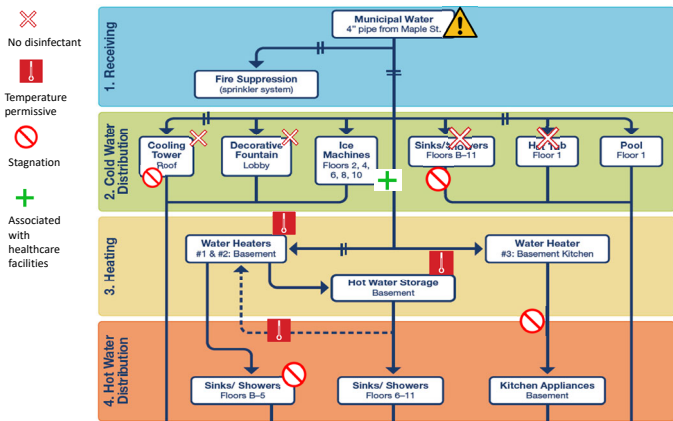 No disinfectant
Temperature
permissive
Stagnation
Associated
with
healthcare
facilities
1. Receiving
Municipal Water
4" pipe from Maple St.
Fire Suppression
(sprinkler system)
2. Cold Water
Distribution
Cooling
Tower
Roof
Decorative
Fountain
Lobby
Ice
Machines
Floors 2, 4,
6, 8, 10
Sinks/Showers
Floors B–11
Hot Tub
Floor 1
Pool
Floor 1
3. Heating
Water Heaters
#1 & #2: Basement
Hot Water Storage
Basement
Water Heater
#3: Basement Kitchen
4. Hot Water
Distribution
Sinks/ Showers
Floors B–5
Sinks/ Showers
Floors 6–11
Kitchen Appliances
Basement